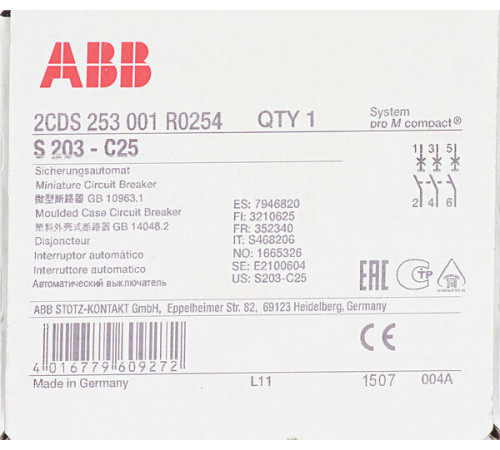 ABB
2CDS 253 001 R0254 QTY 1 System
pro M compact®
S 203 - C25
1 3 5
2 4 6
Sicherungsautomat
Miniature Circuit Breaker
微型断路器 GB 10963.1
Moulded Case Circuit Breaker
塑料外壳式断路器 GB 14048.2
Disjoncteur
Interruptor automático
Interruttore automatico
Автоматический выключатель
ES: 7946820
FI: 3210625
FR: 352340
IT: S468206
NO: 1665326
SE: E2100604
US: S203-C25
EAC
СТР
ABB STOTZ-KONTAKT GmbH, Eppelheimer Str. 82, 69123 Heidelberg, Germany
CE
4 016779 609272
Made in Germany L11 1507 004A